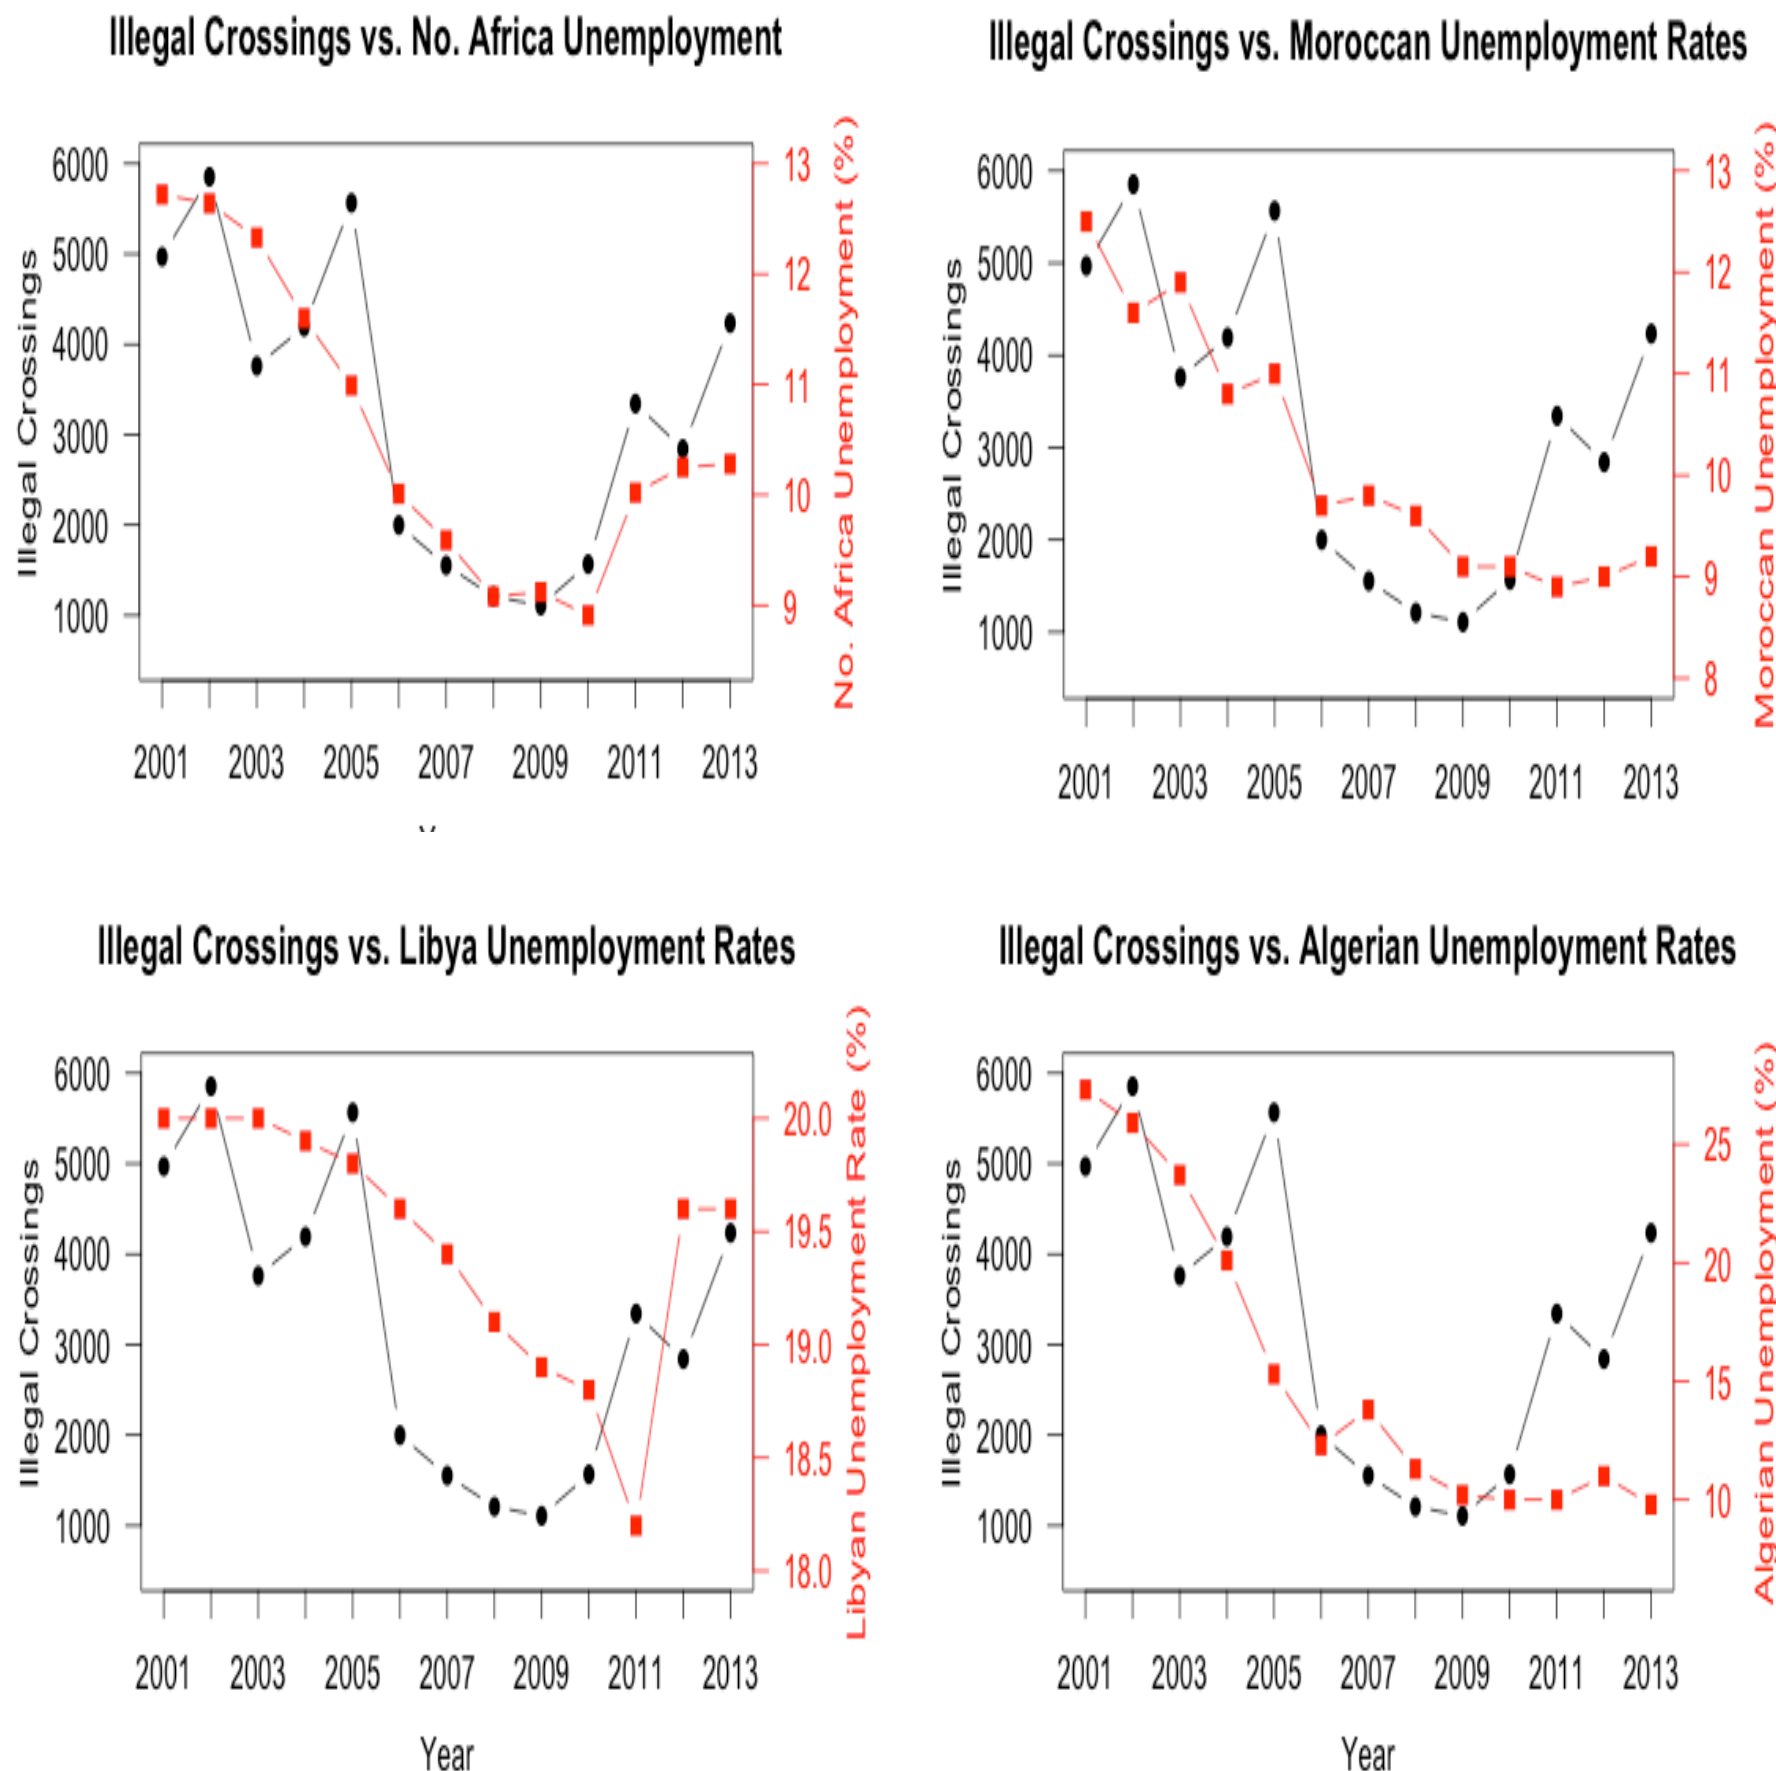 Illegal Crossings vs. No. Africa Unemployment
Illegal Crossings
6000
5000
4000
3000
2000
1000
13
12
11
10
9
No. Africa Unemployment (%)
2001 2003 2005 2007 2009 2011 2013
Illegal Crossings vs. Moroccan Unemployment Rates
Illegal Crossings
6000
5000
4000
3000
2000
1000
13
12
11
10
9
8
Moroccan Unemployment (%)
2001 2003 2005 2007 2009 2011 2013
Illegal Crossings vs. Libya Unemployment Rates
Illegal Crossings
6000
5000
4000
3000
2000
1000
20.0
19.5
19.0
18.5
18.0
Libyan Unemployment Rate (%)
2001 2003 2005 2007 2009 2011 2013
Year
Illegal Crossings vs. Algerian Unemployment Rates
Illegal Crossings
6000
5000
4000
3000
2000
1000
25
20
15
10
Algerian Unemployment (%)
2001 2003 2005 2007 2009 2011 2013
Year